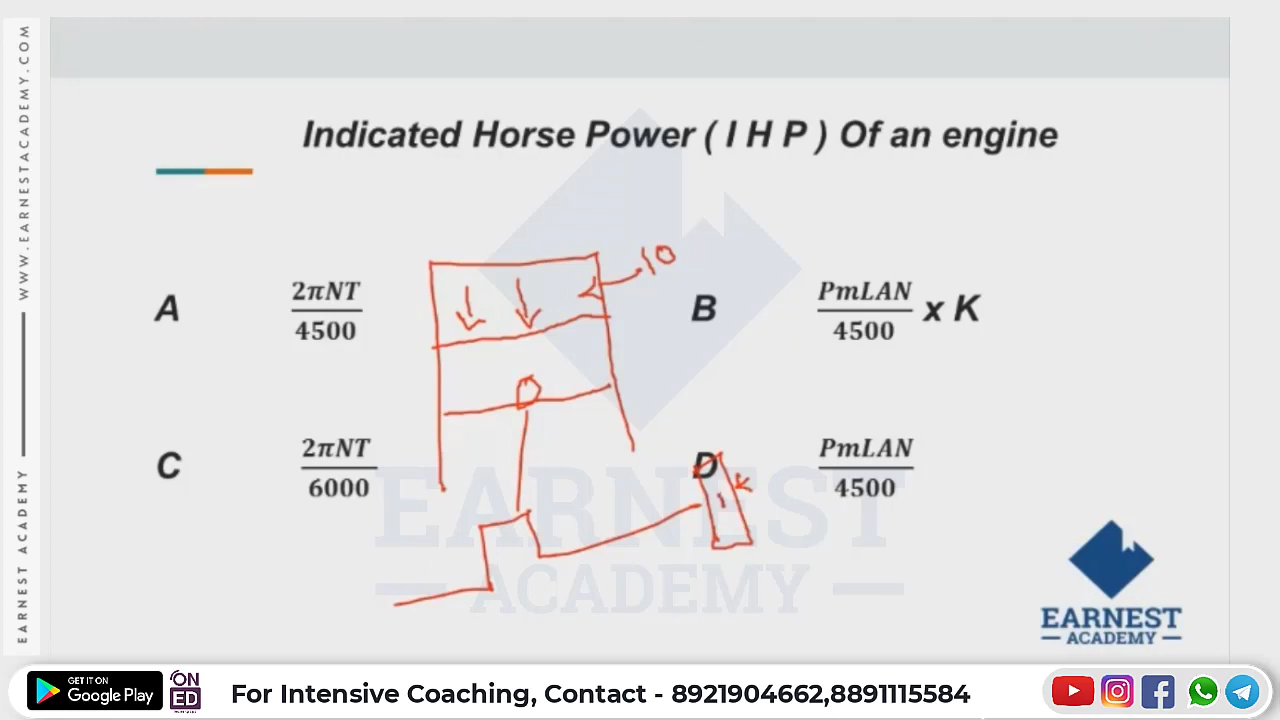 WWW.EARNESTACADEMY.COM
EARNEST ACADEMY
Indicated Horse Power ( I H P ) Of an engine
10
A
2πNT
4500
B
PmLAN
4500
x K
C
2πNT
6000
D
PmLAN
4500
EARNEST
ACADEMY
EARNEST
ACADEMY
GET IT ON
Google Play
ON
ED
For Intensive Coaching, Contact - 8921904662,8891115584